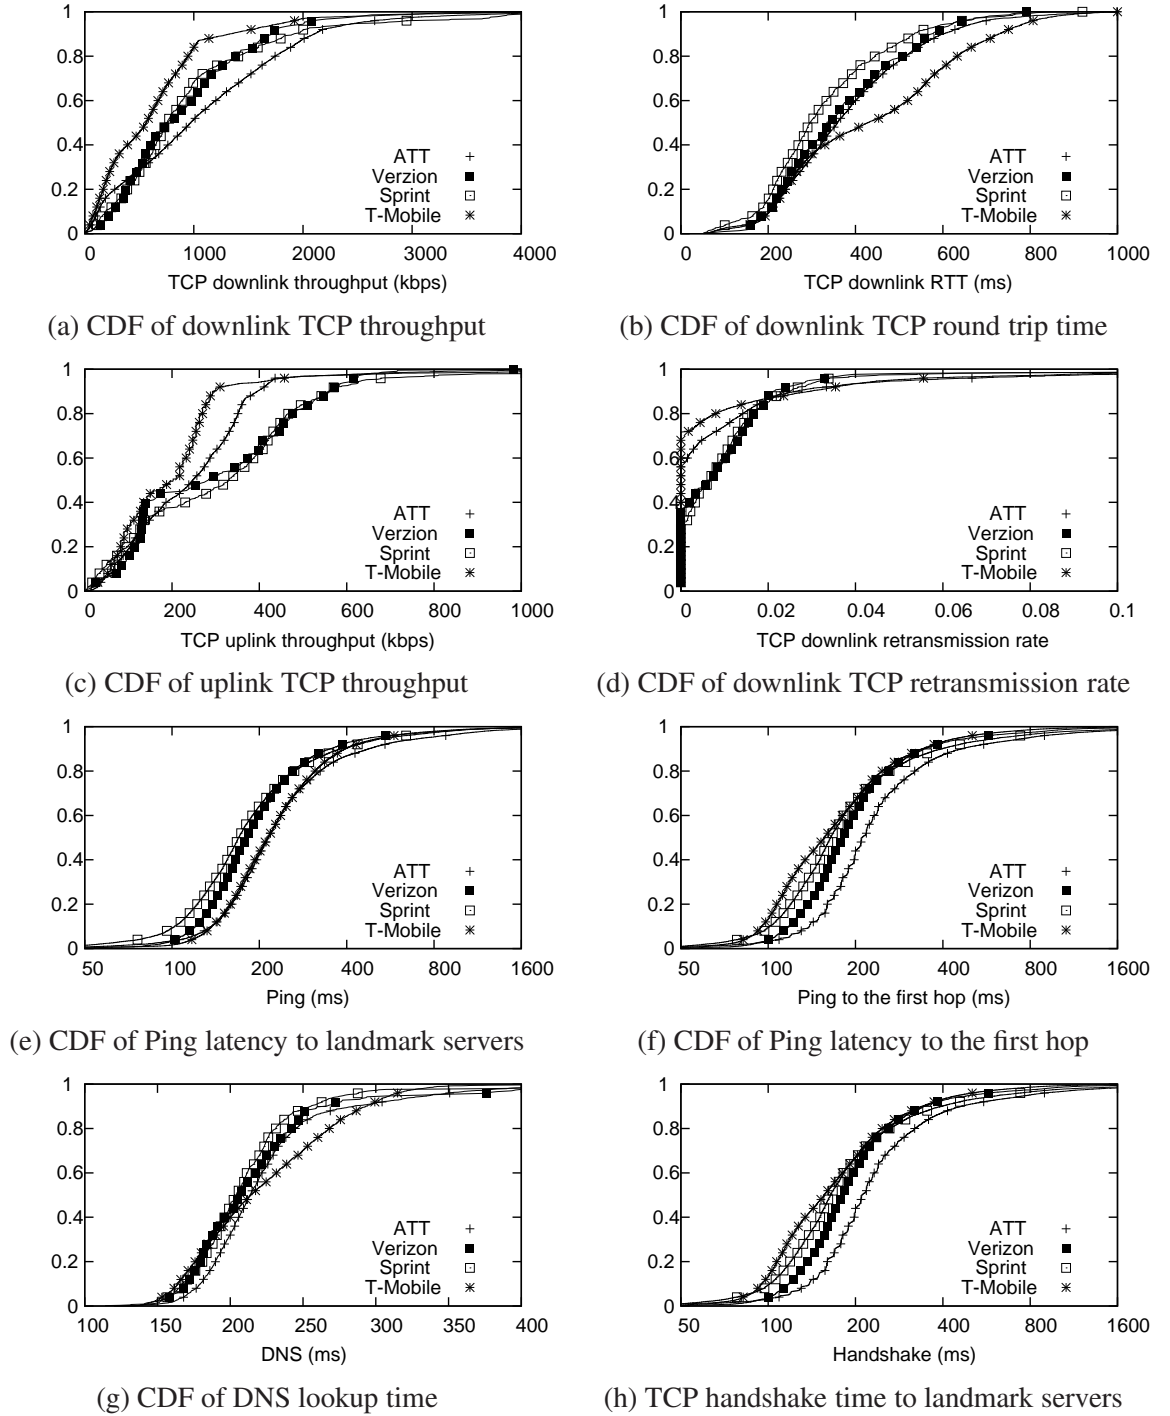 1
0.8
0.6
0.4
0.2
0
ATT
Verzion
Sprint
T-Mobile
0 1000 2000 3000 4000
TCP downlink throughput (kbps)
(a) CDF of downlink TCP throughput
1
0.8
0.6
0.4
0.2
0
ATT
Verzion
Sprint
T-Mobile
0 200 400 600 800 1000
TCP downlink RTT (ms)
(b) CDF of downlink TCP round trip time
1
0.8
0.6
0.4
0.2
0
ATT
Verzion
Sprint
T-Mobile
0 200 400 600 800 1000
TCP uplink throughput (kbps)
(c) CDF of uplink TCP throughput
1
0.8
0.6
0.4
0.2
0
ATT
Verzion
Sprint
T-Mobile
0 0.02 0.04 0.06 0.08 0.1
TCP downlink retransmission rate
(d) CDF of downlink TCP retransmission rate
1
0.8
0.6
0.4
0.2
0
ATT
Verizon
Sprint
T-Mobile
50 100 200 400 800 1600
Ping (ms)
(e) CDF of Ping latency to landmark servers
1
0.8
0.6
0.4
0.2
0
ATT
Verizon
Sprint
T-Mobile
50 100 200 400 800 1600
Ping to the first hop (ms)
(f) CDF of Ping latency to the first hop
1
0.8
0.6
0.4
0.2
0
ATT
Verizon
Sprint
T-Mobile
100 150 200 250 300 350 400
DNS (ms)
(g) CDF of DNS lookup time
1
0.8
0.6
0.4
0.2
0
ATT
Verizon
Sprint
T-Mobile
50 100 200 400 800 1600
Handshake (ms)
(h) TCP handshake time to landmark servers